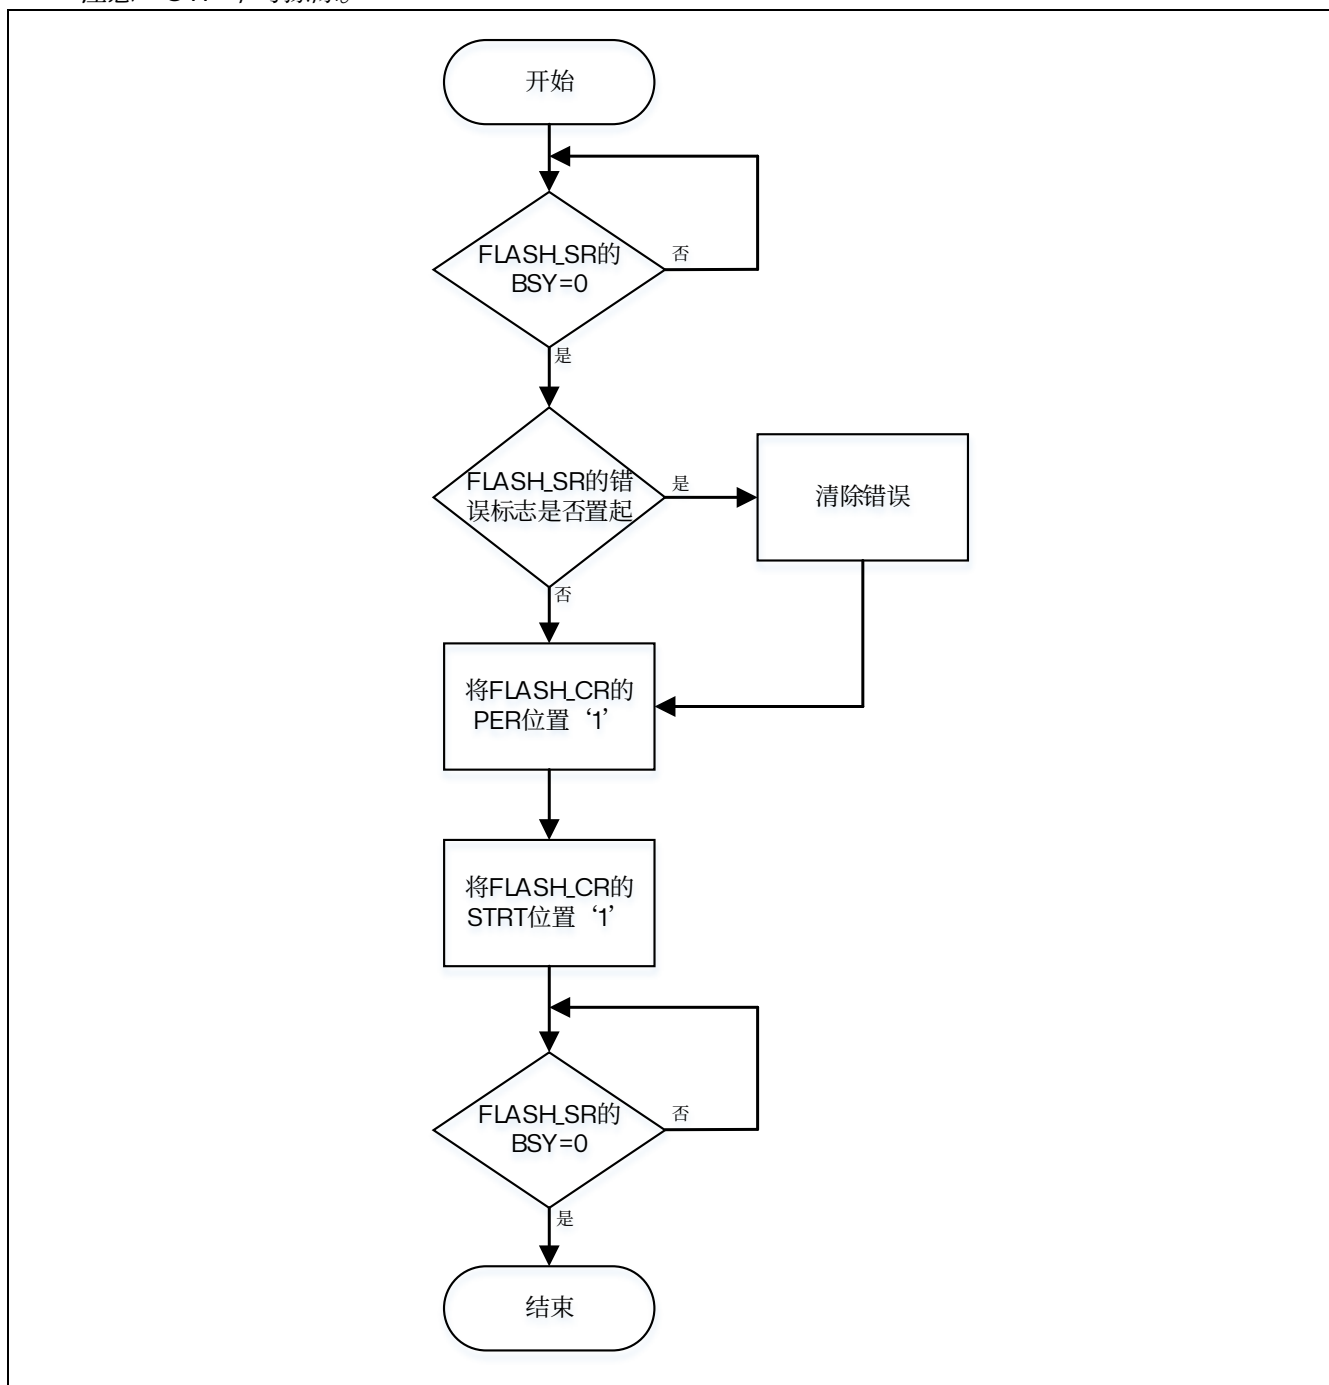 开始
FLASH_SR的
BSY=0
否
是
FLASH_SR的错
误标志是否置起
是
清除错误
否
将FLASH_CR的
PER位置‘1’
将FLASH_CR的
STRT位置‘1’
FLASH_SR的
BSY=0
否
是
结束